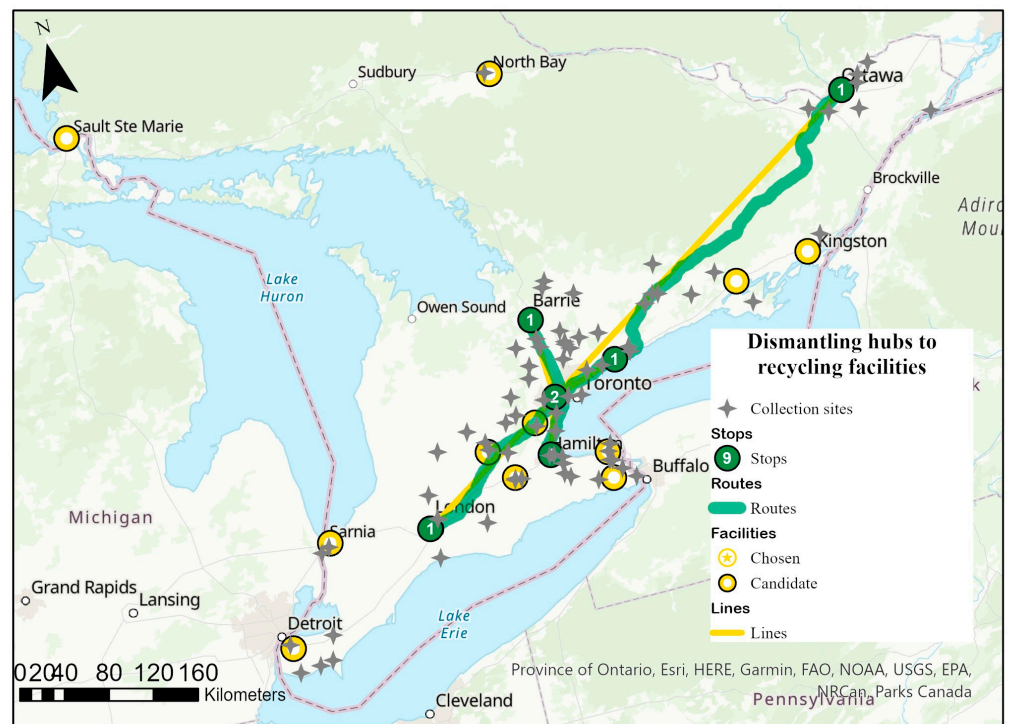 N
North Bay
Sudbury
Ottawa
1
Sault Ste Marie
Brockville
Adiro
Mou
Kingston
Lake
Huron
Owen Sound
Barrie
1
1
Toronto
2
Hamilton
Buffalo
London
1
Michigan
Sarnia
Grand Rapids
Lansing
Detroit
Lake
Erie
Cleveland
Pennsylvania
k
Dismantling hubs to
recycling facilities
Collection sites
Stops
9 Stops
Routes
Routes
Facilities
Chosen
Candidate
Lines
Lines
0 20 40 80 120 160
Kilometers
Province of Ontario, Esri, HERE, Garmin, FAO, NOAA, USGS, EPA,
NRCan, Parks Canada